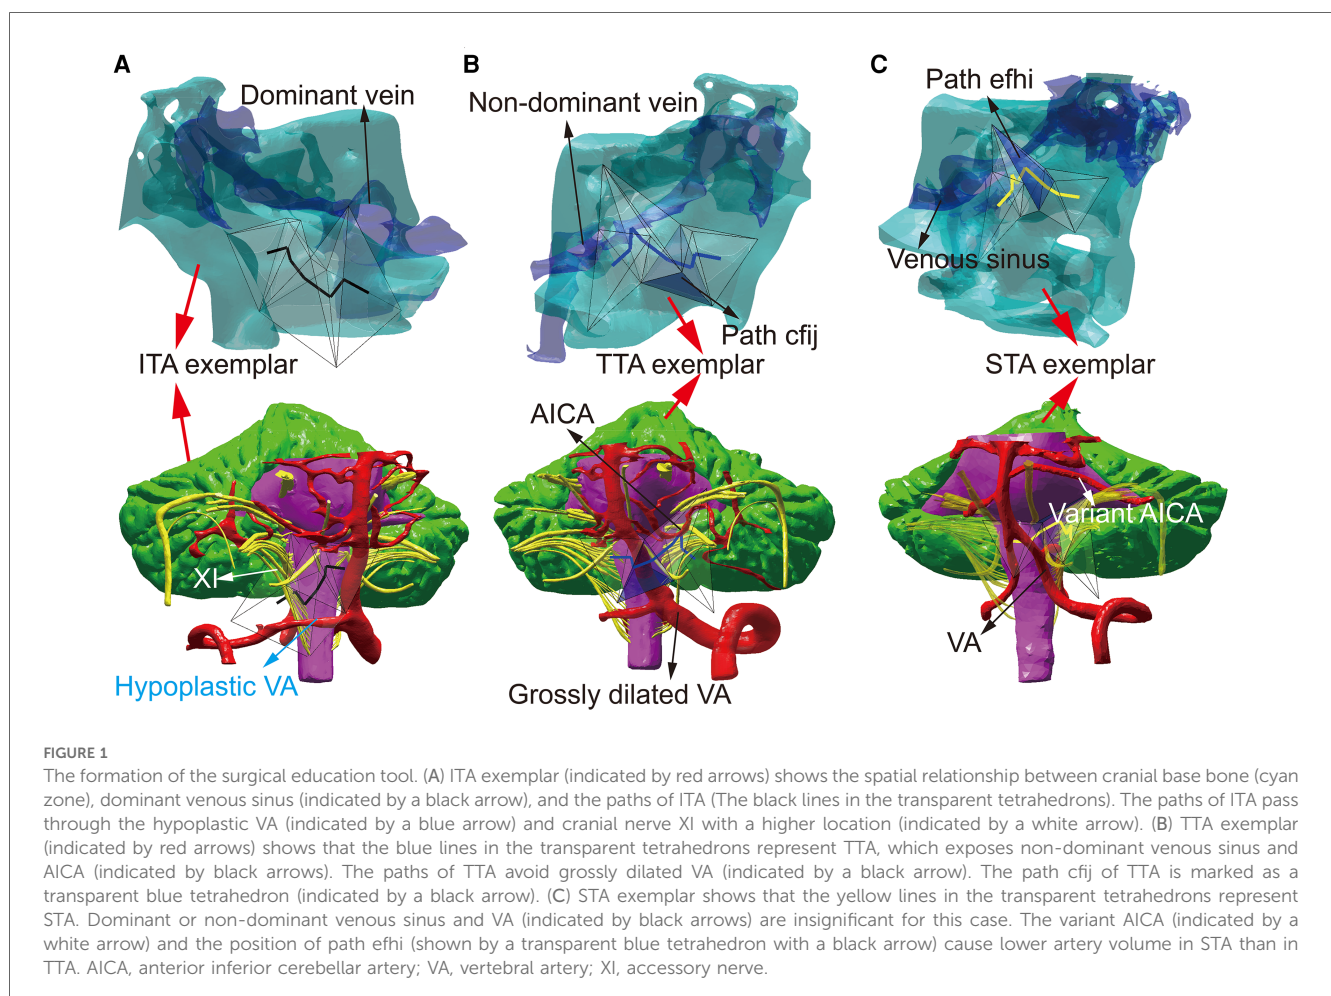 A
B
C
Dominant vein
Non-dominant vein
Path efhi
Venous sinus
Path cfij
ITA exemplar
TTA exemplar
STA exemplar
AICA
Variant AICA
XI
VA
Hypoplastic VA
Grossly dilated VA
FIGURE 1
The formation of the surgical education tool. (A) ITA exemplar (indicated by red arrows) shows the spatial relationship between cranial base bone (cyan
zone), dominant venous sinus (indicated by a black arrow), and the paths of ITA (The black lines in the transparent tetrahedrons). The paths of ITA pass
through the hypoplastic VA (indicated by a blue arrow) and cranial nerve XI with a higher location (indicated by a white arrow). (B) TTA exemplar
(indicated by red arrows) shows that the blue lines in the transparent tetrahedrons represent TTA, which exposes non-dominant venous sinus and
AICA (indicated by black arrows). The paths of TTA avoid grossly dilated VA (indicated by a black arrow). The path cfij of TTA is marked as a
transparent blue tetrahedron (indicated by a black arrow). (C) STA exemplar shows that the yellow lines in the transparent tetrahedrons represent
STA. Dominant or non-dominant venous sinus and VA (indicated by black arrows) are insignificant for this case. The variant AICA (indicated by a
white arrow) and the position of path efhi (shown by a transparent blue tetrahedron with a black arrow) cause lower artery volume in STA than in
TTA. AICA, anterior inferior cerebellar artery; VA, vertebral artery; XI, accessory nerve.